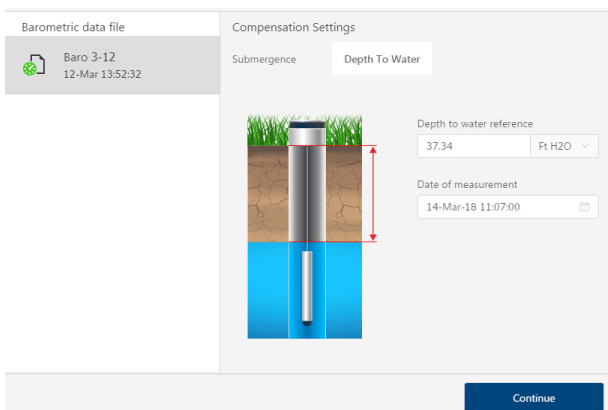 Barometric data file
Baro 3-12
12-Mar 13:52:32
Compensation Settings
Submergence
Depth To Water
Depth to water reference
37.34
Ft H2O
Date of measurement
14-Mar-18 11:07:00
Continue